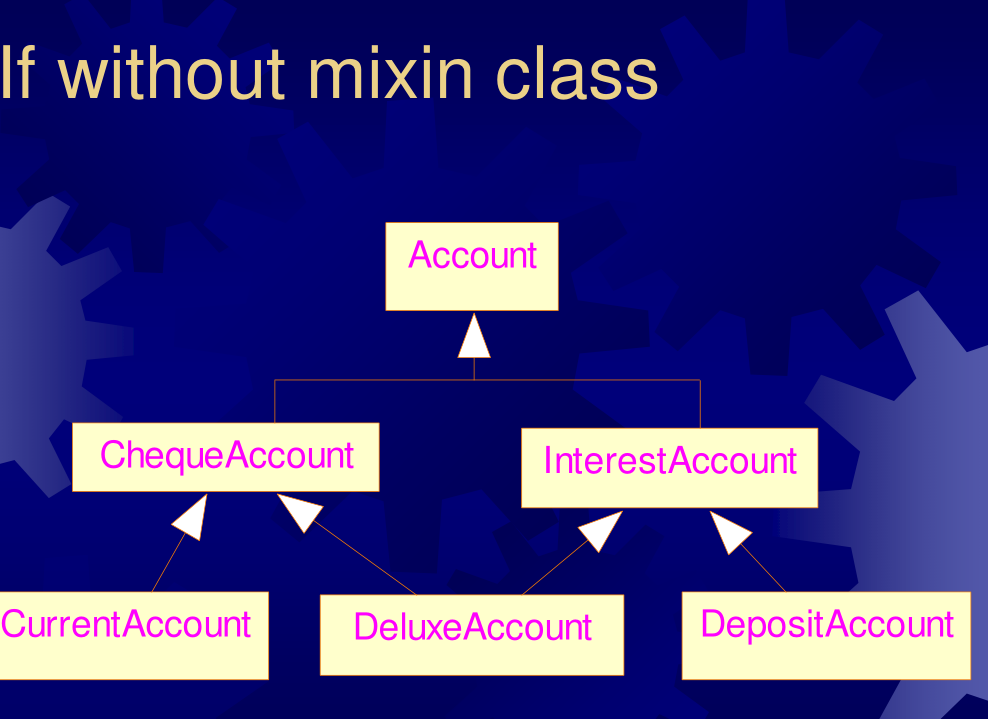 If without mixin class
Account
ChequeAccount
InterestAccount
CurrentAccount
DeluxeAccount
DepositAccount